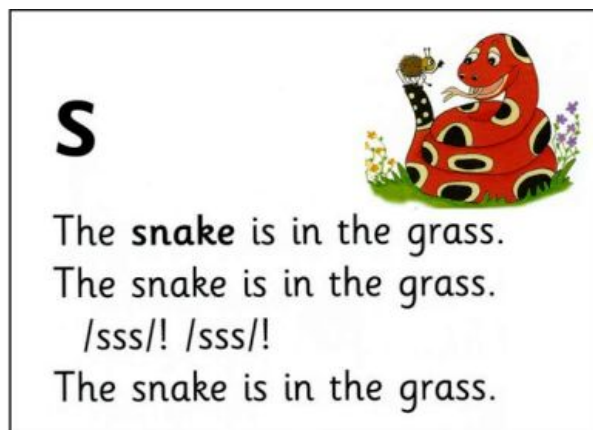 s
The snake is in the grass.
The snake is in the grass.
/sss/! /sss/!
The snake is in the grass.